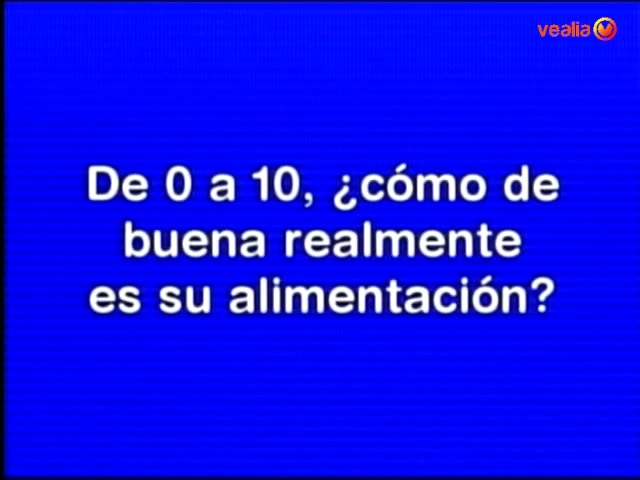 vealia
De 0 a 10, ¿cómo de
buena realmente
es su alimentación?